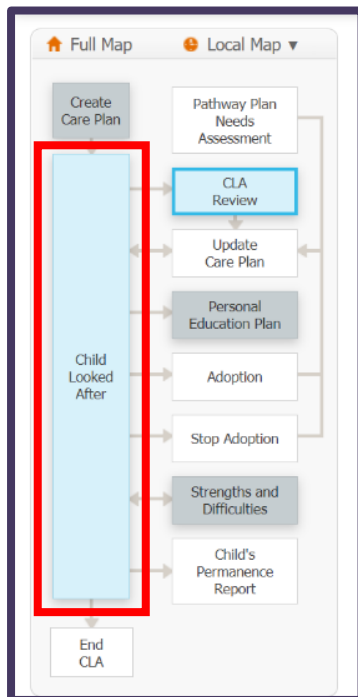 Full Map
Local Map ▼
Create
Care Plan
Pathway Plan
Needs
Assessment
CLA
Review
Update
Care Plan
Personal
Education Plan
Child
Looked
After
Adoption
Stop Adoption
Strengths and
Difficulties
Child's
Permanence
Report
End
CLA